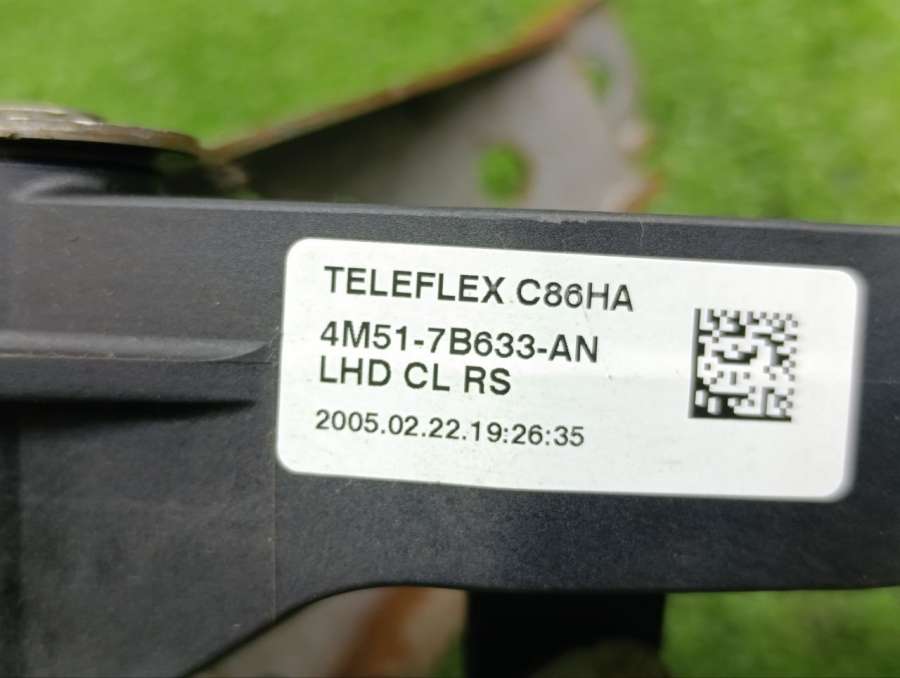 TELEFLEX C86HA
4M51-7B633-AN
LHD CL RS
2005.02.22.19:26:35